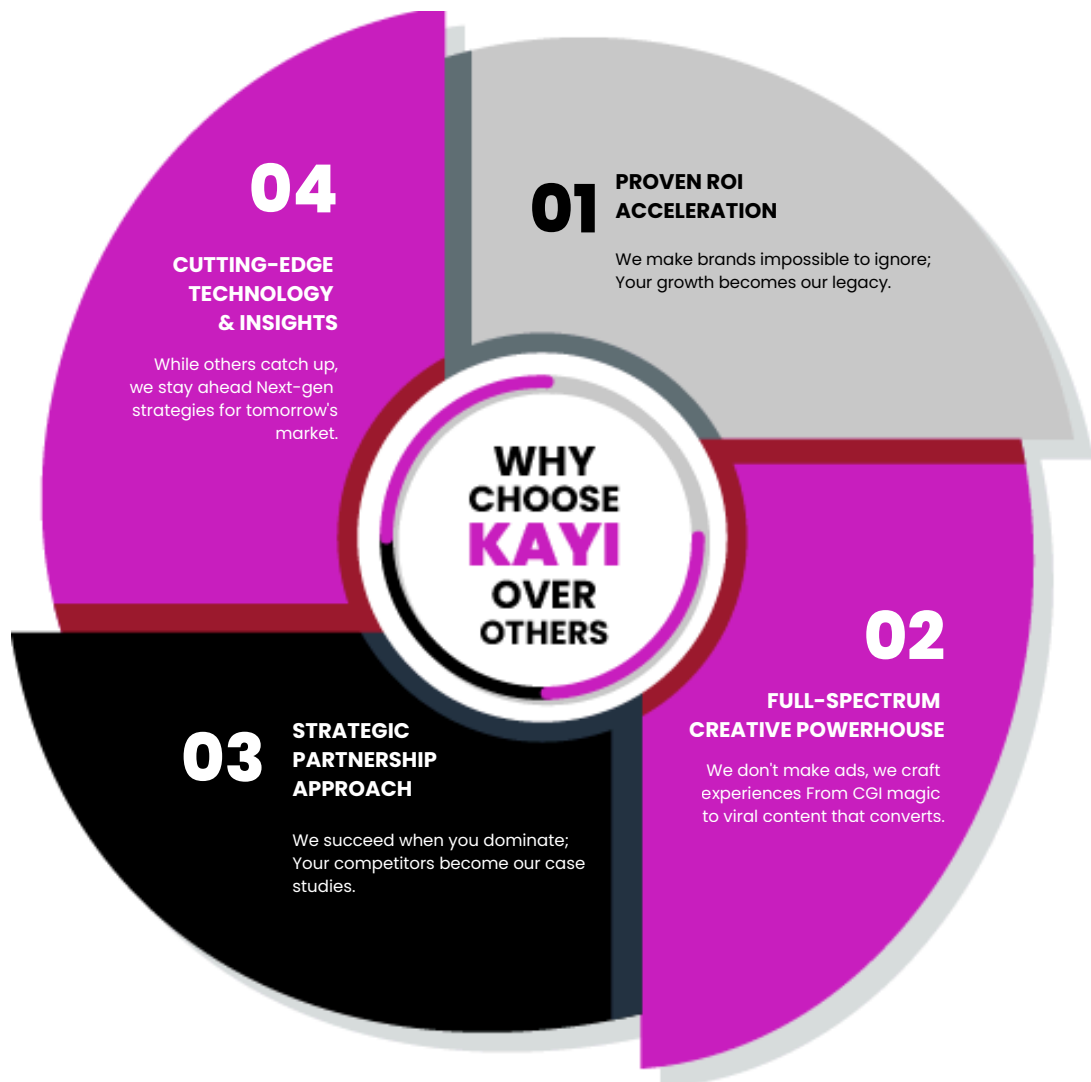 WHY
CHOOSE
KAYI
OVER
OTHERS
01
PROVEN ROI
ACCELERATION
We make brands impossible to ignore;
Your growth becomes our legacy.
02
FULL-SPECTRUM
CREATIVE POWERHOUSE
We don't make ads, we craft
experiences From CGI magic
to viral content that converts.
03
STRATEGIC
PARTNERSHIP
APPROACH
We succeed when you dominate;
Your competitors become our case
studies.
04
CUTTING-EDGE
TECHNOLOGY
& INSIGHTS
While others catch up,
we stay ahead Next-gen
strategies for tomorrow's
market.